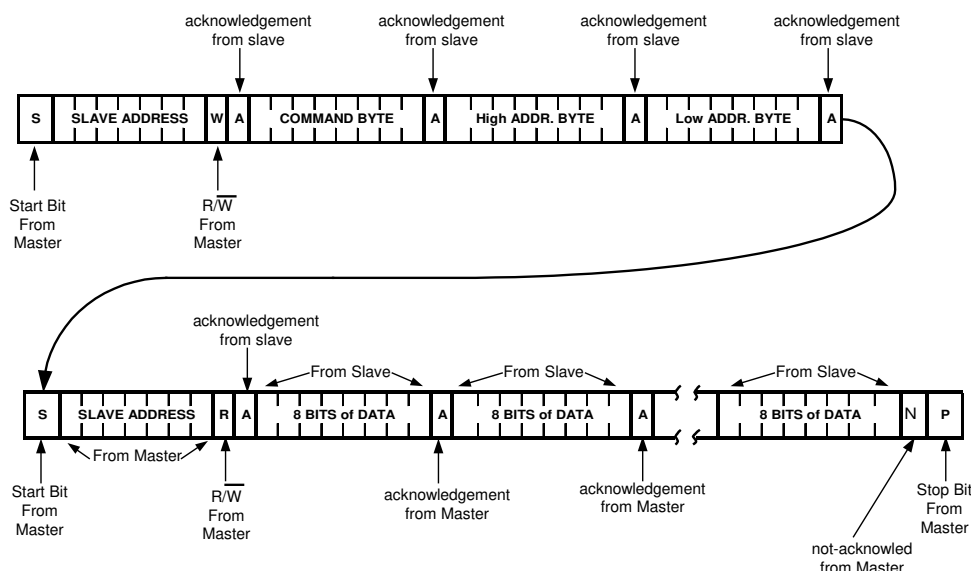 acknowledgement
from slave
acknowledgement
from slave
acknowledgement
from slave
acknowledgement
from slave
S SLAVE ADDRESS W A COMMAND BYTE A High ADDR. BYTE A Low ADDR. BYTE A
Start Bit
From
Master
R/W̅
From
Master
acknowledgement
from slave
From Slave From Slave From Slave
S SLAVE ADDRESS R A 8 BITS of DATA A 8 BITS of DATA A 8 BITS of DATA N P
From Master
Start Bit
From
Master
R/W̅
From
Master
acknowledgement
from Master
acknowledgement
from Master
not-acknowled
from Master
Stop Bit
From
Master